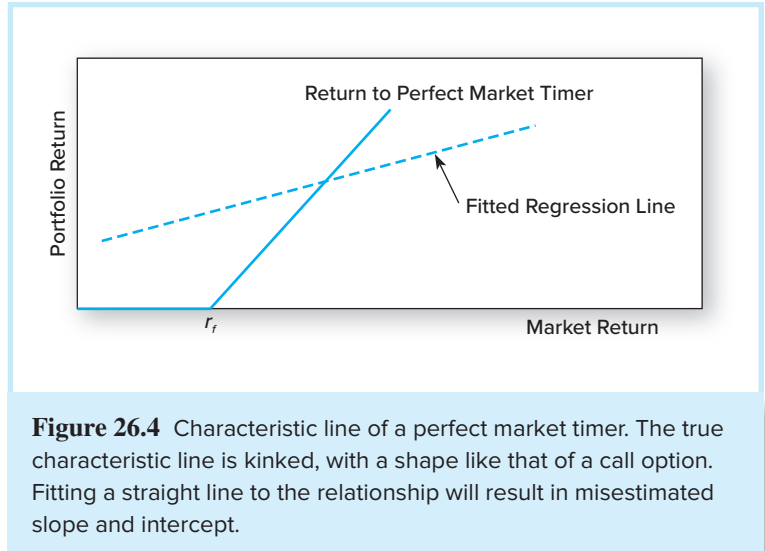 Return to Perfect Market Timer
Portfolio Return
Fitted Regression Line
r_f
Market Return
Figure 26.4 Characteristic line of a perfect market timer. The true
characteristic line is kinked, with a shape like that of a call option.
Fitting a straight line to the relationship will result in misestimated
slope and intercept.